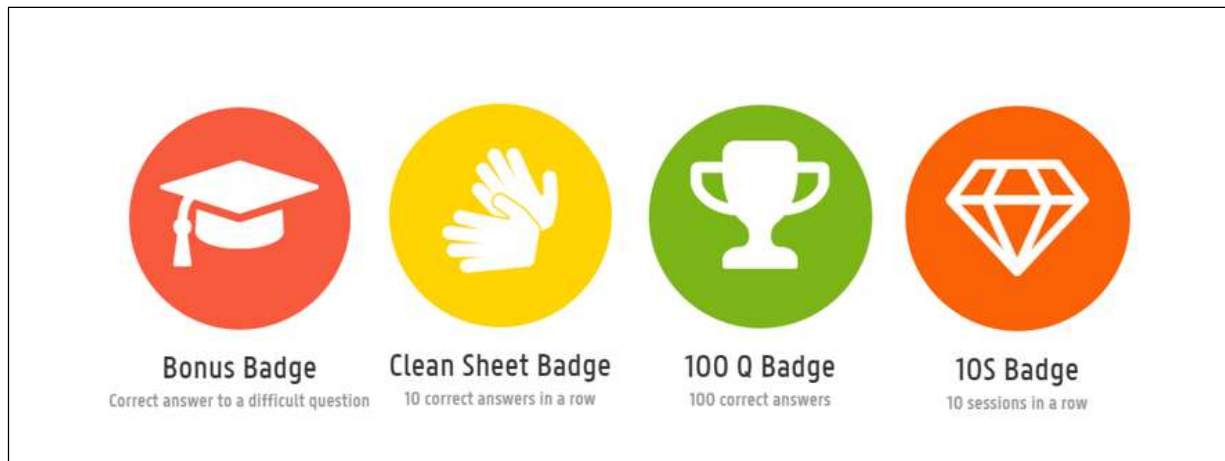 Bonus Badge
Correct answer to a difficult question
Clean Sheet Badge
10 correct answers in a row
100 Q Badge
100 correct answers
10S Badge
10 sessions in a row